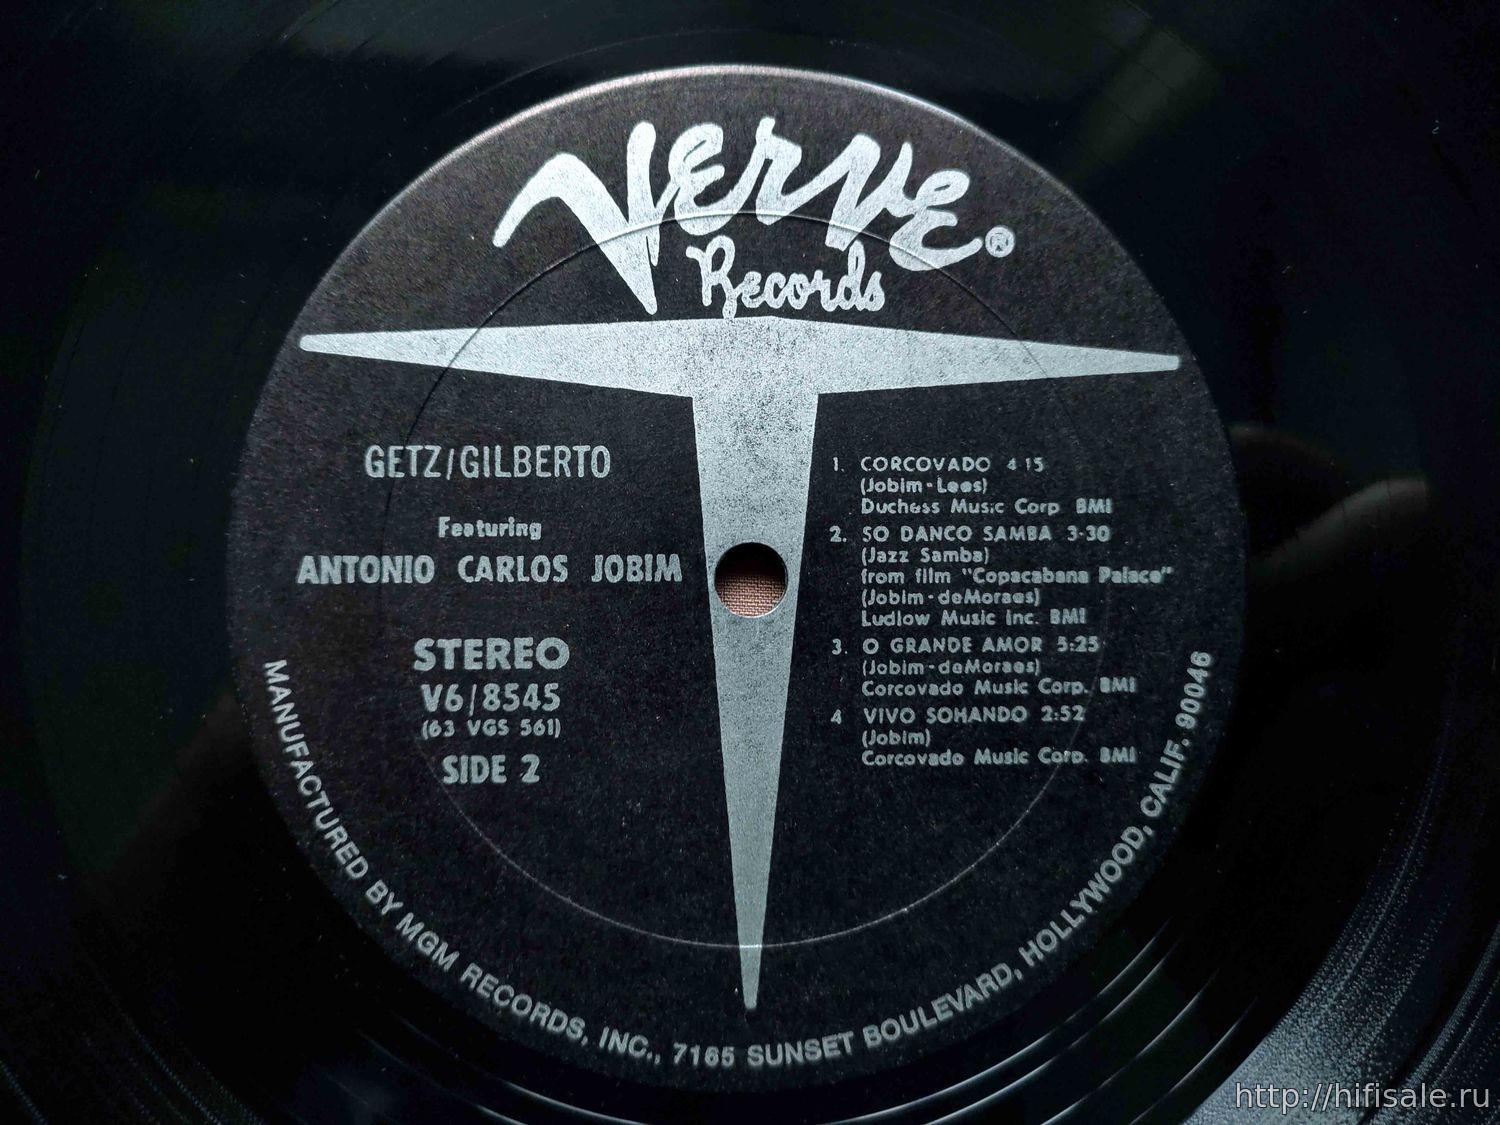 Verve®
Records
GETZ/GILBERTO
Featuring
ANTONIO CARLOS JOBIM
STEREO
V6/8545
(63 VGS 561)
SIDE 2
1. CORCOVADO 4 15
(Jobim-Lees)
Duchess Music Corp BMI
2. SO DANCO SAMBA 3-30
(Jazz Samba)
from film "Copacabana Palace"
(Jobim-deMoraes)
Ludlow Music Inc. BMI
3. O GRANDE AMOR 5:25
(Jobim-deMoraes)
Corcovado Music Corp. BMI
4 VIVO SOHANDO 2:52
(Jobim)
Corcovado Music Corp. BMI
MANUFACTURED BY MGM RECORDS, INC., 7165 SUNSET BOULEVARD, HOLLYWOOD, CALIF. 90046
http://hifisale.ru